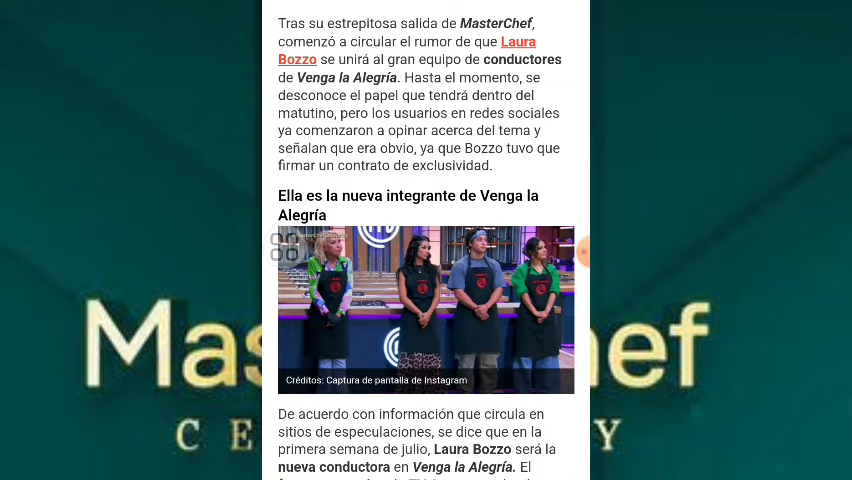 Tras su estrepitosa salida de MasterChef,
comenzó a circular el rumor de que Laura
Bozzo se unirá al gran equipo de conductores
de Venga la Alegría. Hasta el momento, se
desconoce el papel que tendrá dentro del
matutino, pero los usuarios en redes sociales
ya comenzaron a opinar acerca del tema y
señalan que era obvio, ya que Bozzo tuvo que
firmar un contrato de exclusividad.
Ella es la nueva integrante de Venga la
Alegría
Créditos: Captura de pantalla de Instagram
De acuerdo con información que circula en
sitios de especulaciones, se dice que en la
primera semana de julio, Laura Bozzo será la
nueva conductora en Venga la Alegría. El
Mas
hef
C E
Y